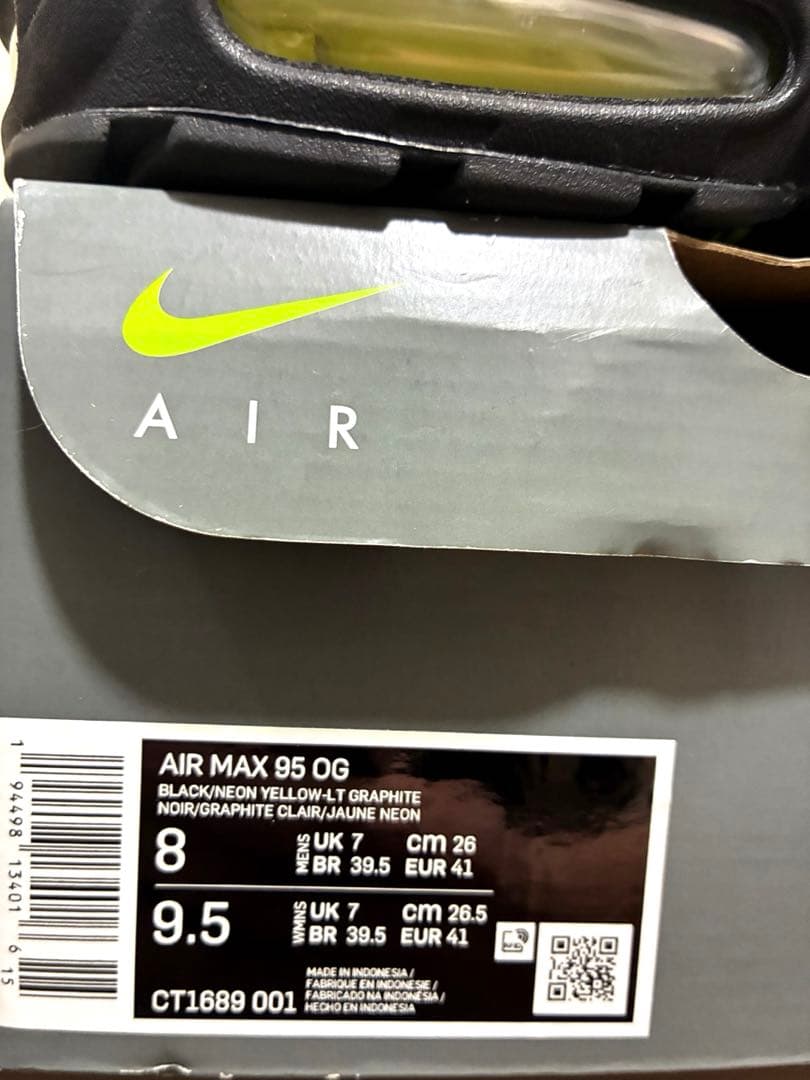 AIR
AIR MAX 95 OG
BLACK/NEON YELLOW-LT GRAPHITE
NOIR/GRAPHITE CLAIR/JAUNE NEON
8 MENS UK 7 cm 26
BR 39.5 EUR 41
9.5 WMNS UK 7 cm 26.5
BR 39.5 EUR 41
MADE IN INDONESIA /
FABRIQUE EN INDONESIE /
FABRICADO NA INDONÉSIA /
HECHO EN INDONESIA
CT1689 001
1 94498 13401 6 15